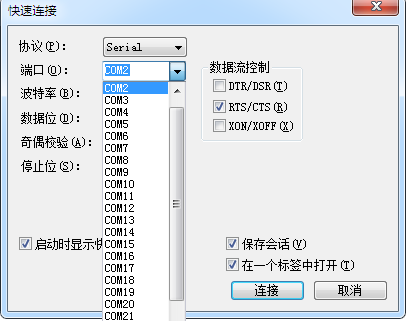 快速连接
协议(P):
Serial
端口(O):
COM2
波特率(B):
数据位(D):
奇偶校验(A):
停止位(S):
COM2
COM3
COM4
COM5
COM6
COM7
COM8
COM9
COM10
COM11
COM12
COM13
COM14
COM15
COM16
COM17
COM18
COM19
COM20
COM21
数据流控制
DTR/DSR(T)
RTS/CTS(R)
XON/XOFF(X)
启动时显示快
保存会话(V)
在一个标签中打开(T)
连接
取消